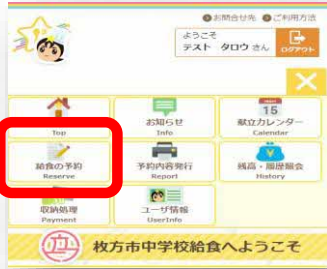 お問合せ先 ご利用方法
ようこそ
テスト タロウ さん
ログアウト
Top
お知らせ
Info
15
献立カレンダー
Calendar
給食の予約
Reserve
予約内容発行
Report
残高・履歴照会
History
収納処理
Payment
ユーザ情報
UserInfo
枚方市中学校給食へようこそ